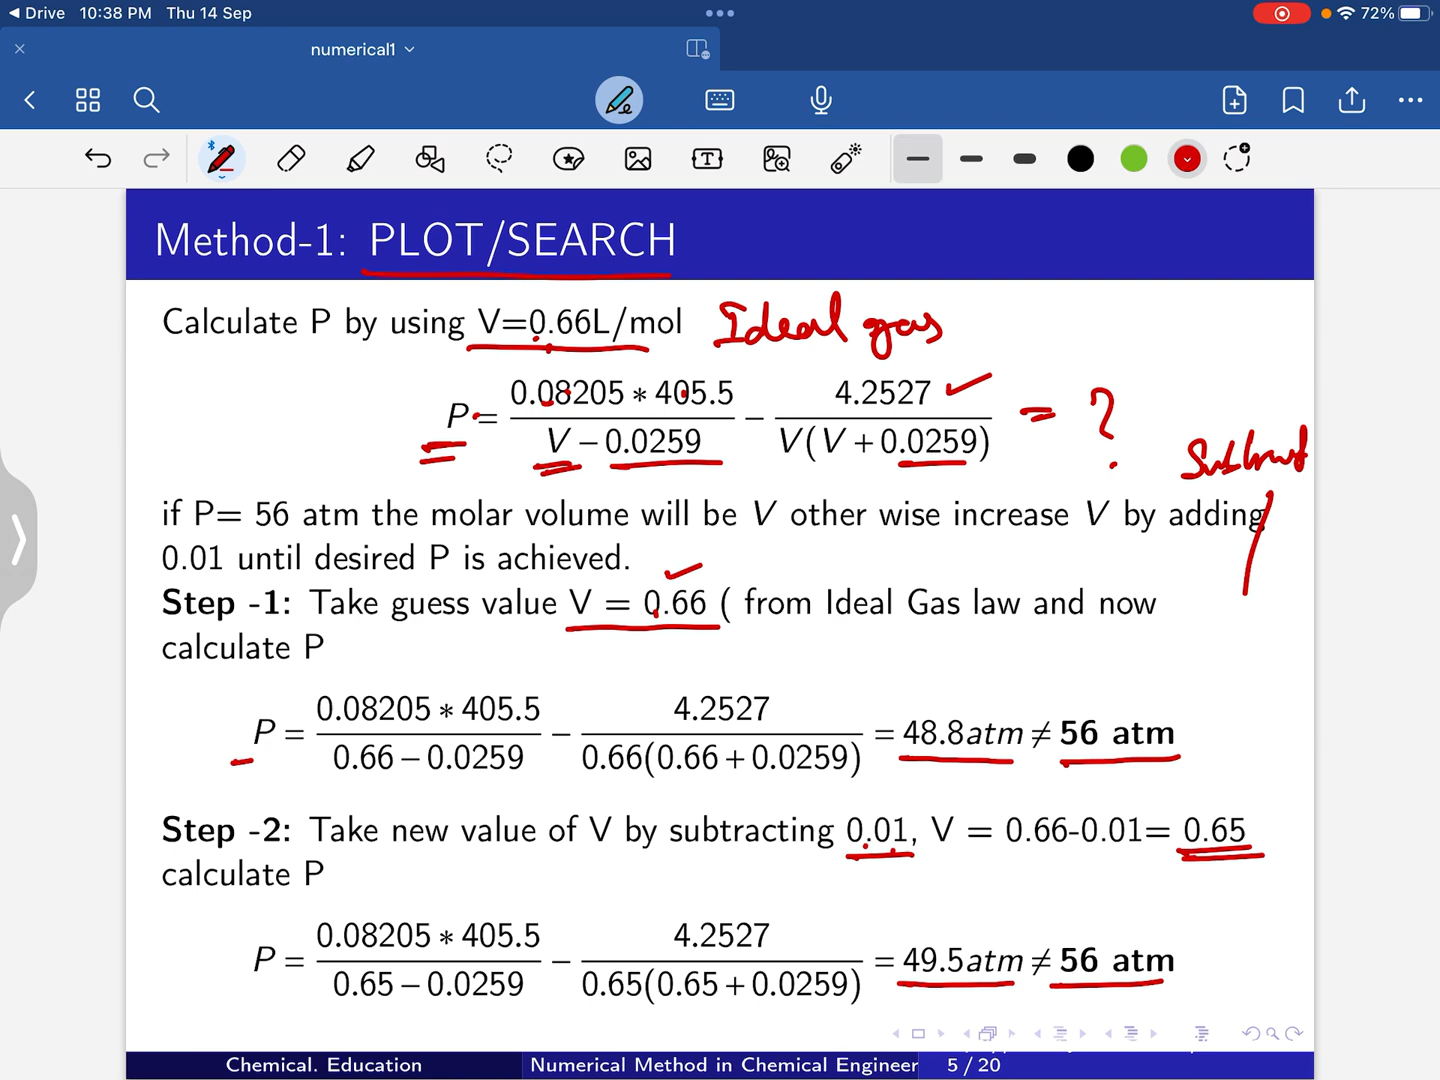 Drive 10:38 PM Thu 14 Sep 72%
numerical1
Method-1: PLOT/SEARCH
Calculate P by using V=0.66L/mol Ideal gas
P = \frac{0.08205 * 405.5}{V - 0.0259} - \frac{4.2527}{V(V + 0.0259)} = ?
Subtract
if P= 56 atm the molar volume will be V other wise increase V by adding
0.01 until desired P is achieved.
Step -1: Take guess value V = 0.66 ( from Ideal Gas law and now
calculate P
P = \frac{0.08205 * 405.5}{0.66 - 0.0259} - \frac{4.2527}{0.66(0.66 + 0.0259)} = 48.8atm ≠ 56 atm
Step -2: Take new value of V by subtracting 0.01, V = 0.66-0.01= 0.65
calculate P
P = \frac{0.08205 * 405.5}{0.65 - 0.0259} - \frac{4.2527}{0.65(0.65 + 0.0259)} = 49.5atm ≠ 56 atm
Chemical. Education Numerical Method in Chemical Engineer 5 / 20